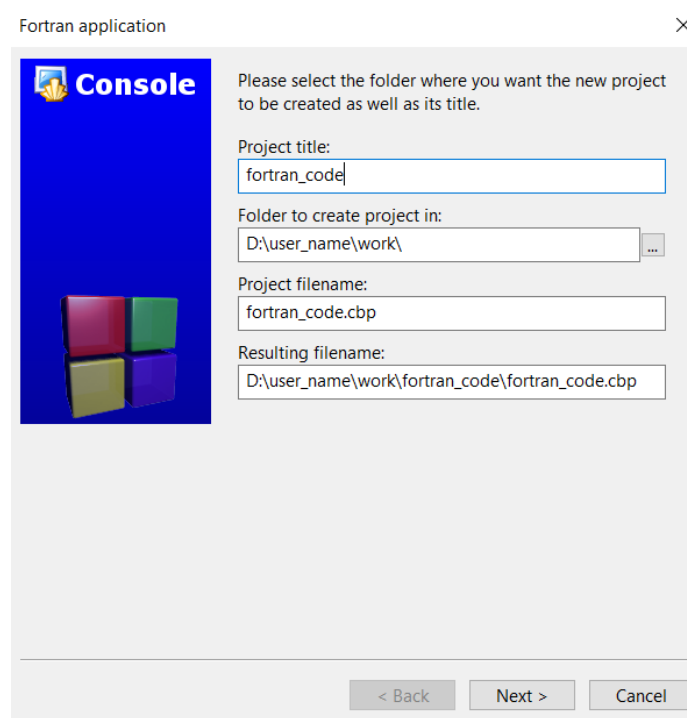 Fortran application
Console
Please select the folder where you want the new project
to be created as well as its title.
Project title:
fortran_code
Folder to create project in:
D:\user_name\work\
...
Project filename:
fortran_code.cbp
Resulting filename:
D:\user_name\work\fortran_code\fortran_code.cbp
< Back
Next >
Cancel